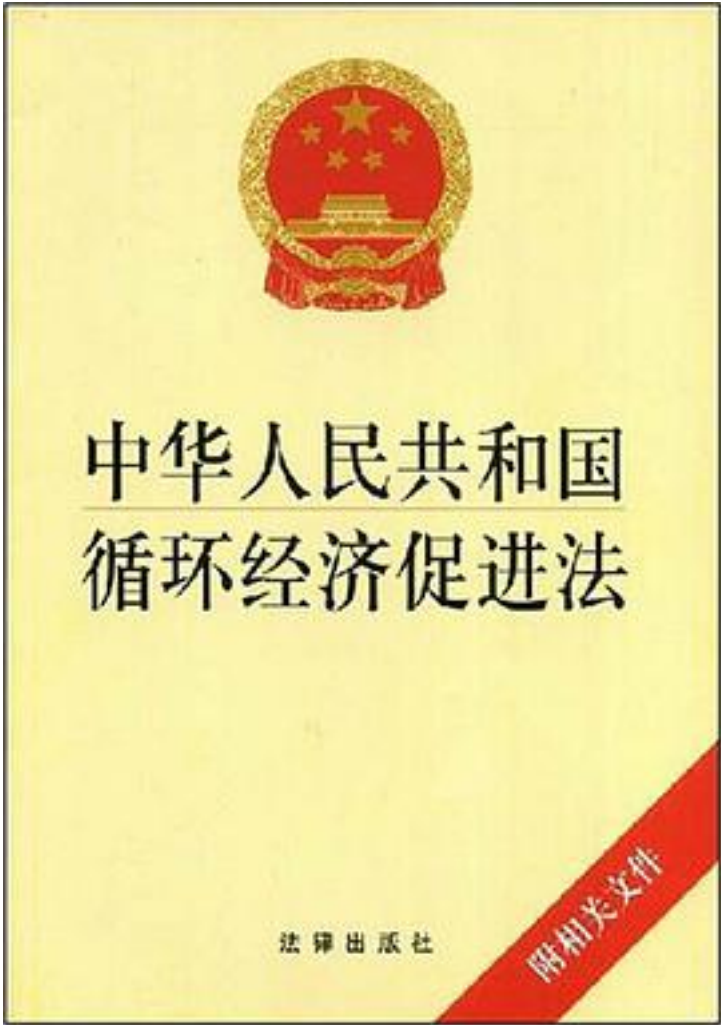 中华人民共和国
循环经济促进法
附相关文件
法律出版社